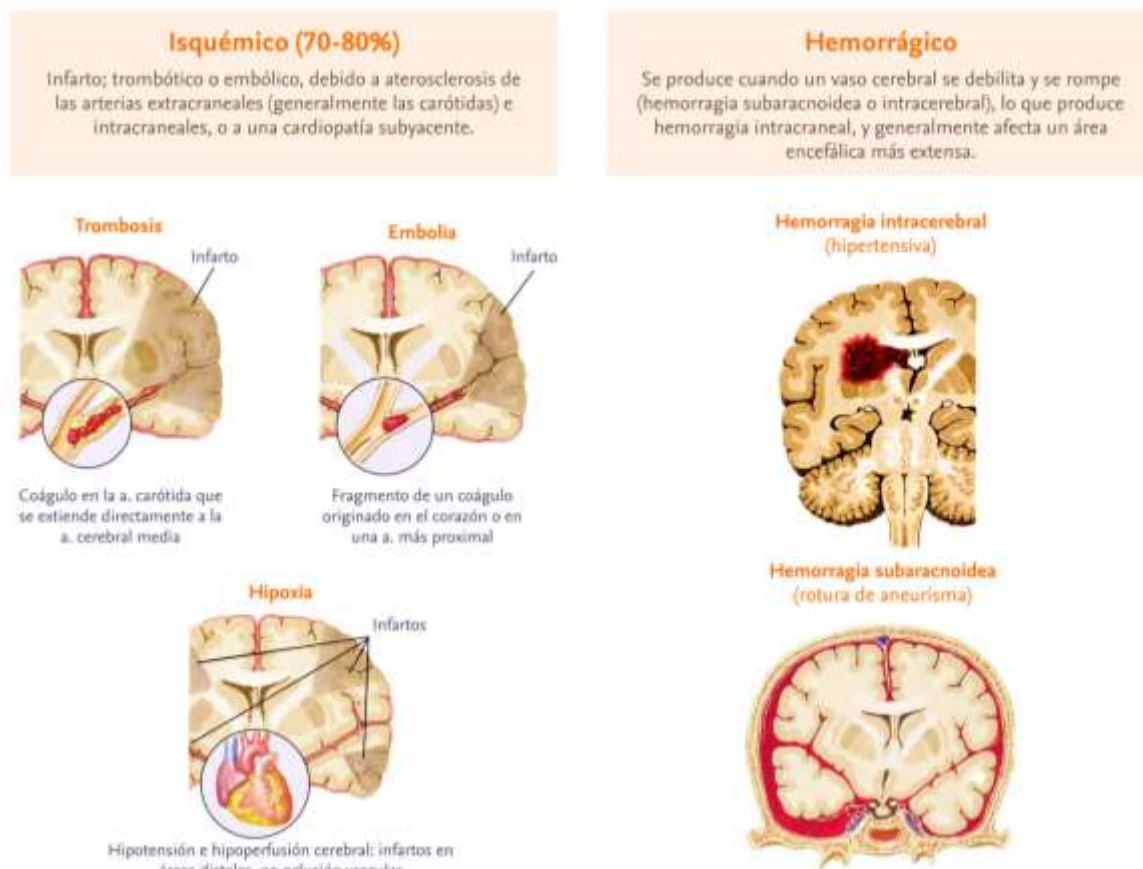 Isquémico (70-80%)
Infarto; trombótico o embólico, debido a aterosclerosis de
las arterias extracraneales (generalmente las carótidas) e
intracraneales, o a una cardiopatía subyacente.
Trombosis
Infarto
Coágulo en la a. carótida que
se extiende directamente a la
a. cerebral media
Embolia
Infarto
Fragmento de un coágulo
originado en el corazón o en
una a. más proximal
Hipoxia
Infartos
Hipotensión e hipoperfusión cerebral: infartos en
Hemorrágico
Se produce cuando un vaso cerebral se debilita y se rompe
(hemorragia subaracnoidea o intracerebral), lo que produce
hemorragia intracraneal, y generalmente afecta un área
encefálica más extensa.
Hemorragia intracerebral
(hipertensiva)
Hemorragia subaracnoidea
(rotura de aneurisma)